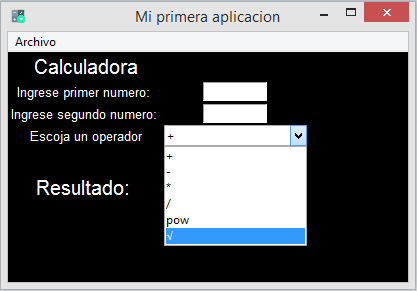 Mi primera aplicacion
Archivo
Calculadora
Ingrese primer numero:
Ingrese segundo numero:
Escoja un operador +
+
-
*
/
pow
√
Resultado: